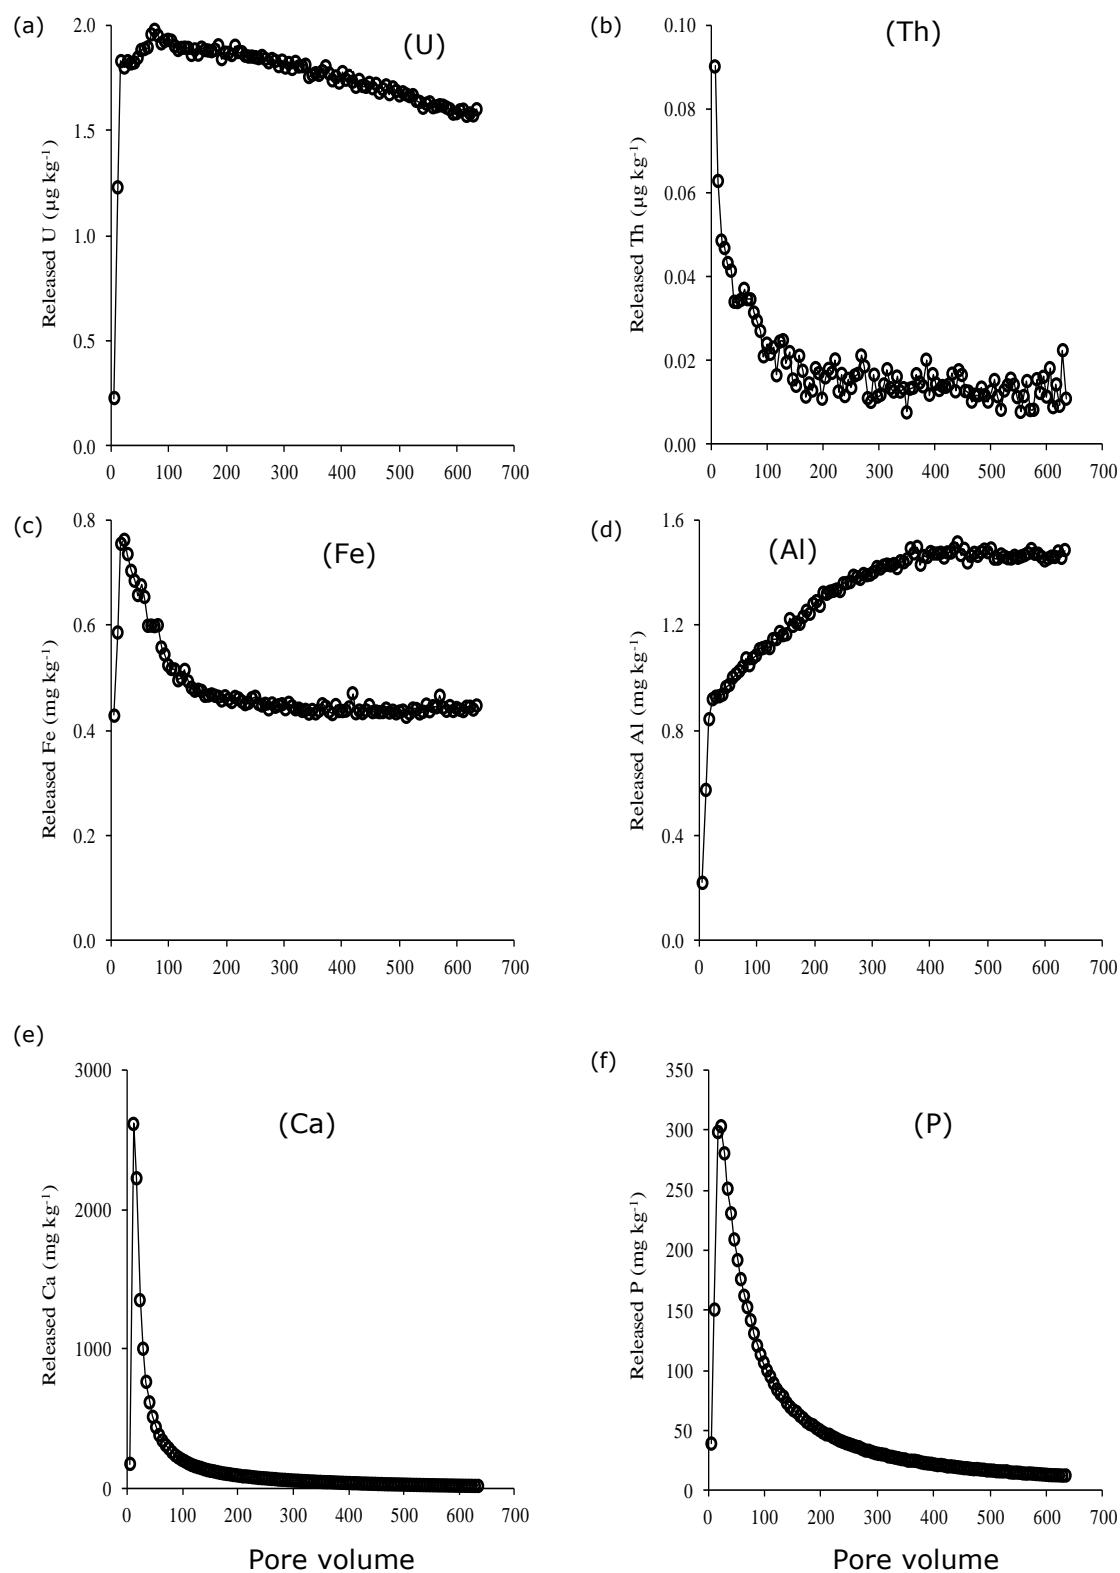 (a)
(U)
Released U (µg kg⁻¹)
2.0
1.5
1.0
0.5
0.0
0 100 200 300 400 500 600 700
(b)
(Th)
Released Th (µg kg⁻¹)
0.10
0.08
0.06
0.04
0.02
0.00
0 100 200 300 400 500 600 700
(c)
(Fe)
Released Fe (mg kg⁻¹)
0.8
0.6
0.4
0.2
0.0
0 100 200 300 400 500 600 700
(d)
(Al)
Released Al (mg kg⁻¹)
1.6
1.2
0.8
0.4
0.0
0 100 200 300 400 500 600 700
(e)
(Ca)
Released Ca (mg kg⁻¹)
3000
2000
1000
0
0 100 200 300 400 500 600 700
Pore volume
(f)
(P)
Released P (mg kg⁻¹)
350
300
250
200
150
100
50
0
0 100 200 300 400 500 600 700
Pore volume